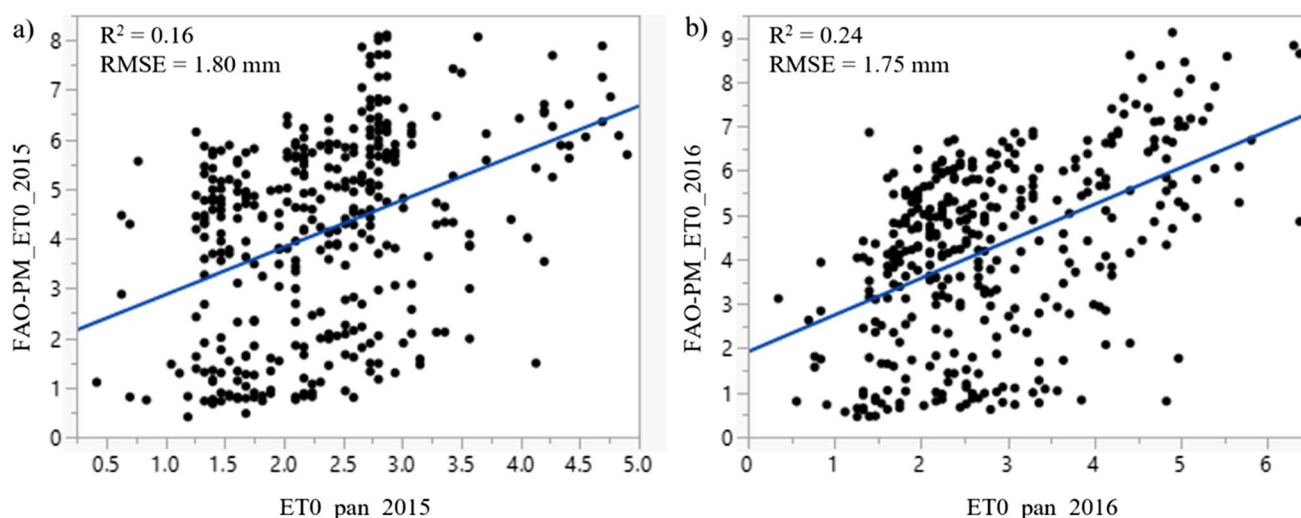 a)
R² = 0.16
RMSE = 1.80 mm
8
7
6
5
4
3
2
1
0
FAO-PM_ET0_2015
0.5 1.0 1.5 2.0 2.5 3.0 3.5 4.0 4.5 5.0
ET0_pan_2015
b)
R² = 0.24
RMSE = 1.75 mm
9
8
7
6
5
4
3
2
1
0
FAO-PM_ET0_2016
0 1 2 3 4 5 6
ET0_pan_2016